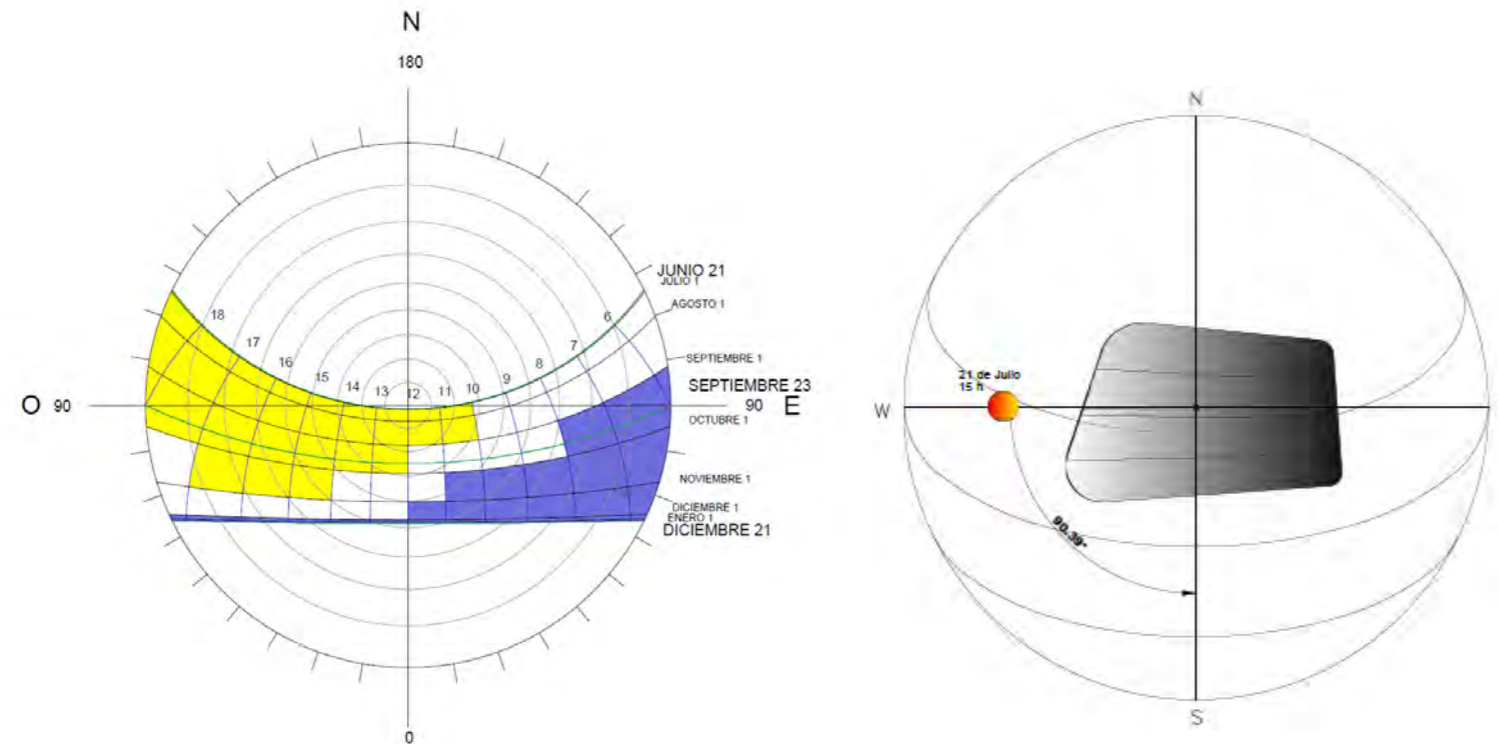 N
180
JUNIO 21
JULIO 1
AGOSTO 1
SEPTIEMBRE 1
SEPTIEMBRE 23
O 90
90 E
OCTUBRE 1
NOVIEMBRE 1
DICIEMBRE 1
ENERO 1
DICIEMBRE 21
18
17
16
15
14
13
12
11
10
9
8
7
6
0
N
21 de Julio
15 h
W
90.39°
S